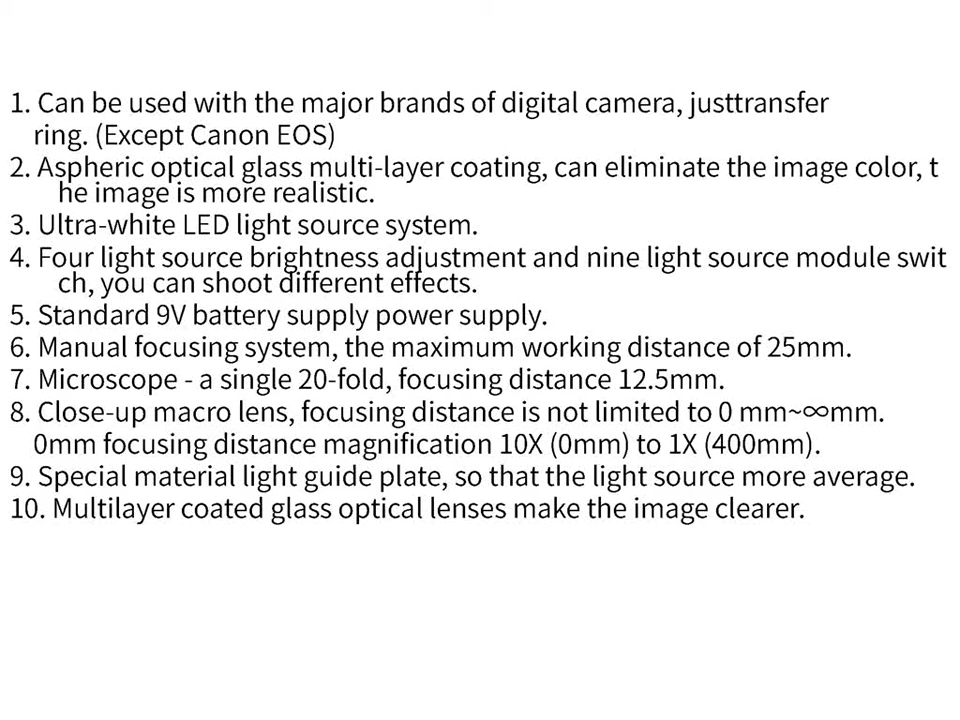 1. Can be used with the major brands of digital camera, justtransfer
ring. (Except Canon EOS)
2. Aspheric optical glass multi-layer coating, can eliminate the image color, t
he image is more realistic.
3. Ultra-white LED light source system.
4. Four light source brightness adjustment and nine light source module swit
ch, you can shoot different effects.
5. Standard 9V battery supply power supply.
6. Manual focusing system, the maximum working distance of 25mm.
7. Microscope - a single 20-fold, focusing distance 12.5mm.
8. Close-up macro lens, focusing distance is not limited to 0 mm~∞mm.
0mm focusing distance magnification 10X (0mm) to 1X (400mm).
9. Special material light guide plate, so that the light source more average.
10. Multilayer coated glass optical lenses make the image clearer.